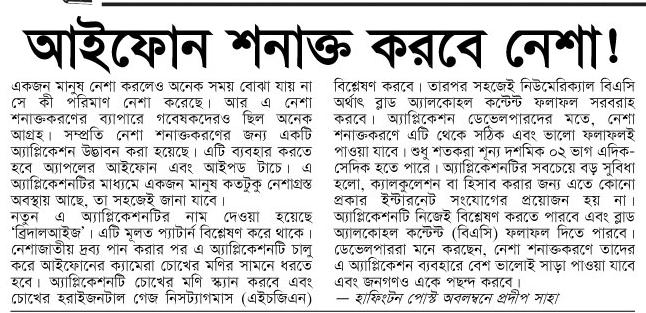 আইফোন শনাক্ত করবে নেশা!
একজন মানুষ নেশা করলেও অনেক সময় বোঝা যায় না
সে কী পরিমাণ নেশা করেছে। আর এ নেশা
শনাক্তকরণের ব্যাপারে গবেষকদেরও ছিল অনেক
আগ্রহ। সম্প্রতি নেশা শনাক্তকরণের জন্য একটি
অ্যাপ্লিকেশন উদ্ভাবন করা হয়েছে। এটি ব্যবহার করতে
হবে অ্যাপলের আইফোন এবং আইপড টাচে। এ
অ্যাপ্লিকেশনটির মাধ্যমে একজন মানুষ কতটুকু নেশাগ্রস্ত
অবস্থায় আছে, তা সহজেই জানা যাবে।
নতুন এ অ্যাপ্লিকেশনটির নাম দেওয়া হয়েছে
‘ব্রিদালআইজ’। এটি মূলত প্যাটার্ন বিশ্লেষণ করে থাকে।
নেশাজাতীয় দ্রব্য পান করার পর এ অ্যাপ্লিকেশনটি চালু
করে আইফোনের ক্যামেরা চোখের মণির সামনে ধরতে
হবে। অ্যাপ্লিকেশনটি চোখের মণি স্ক্যান করবে এবং
চোখের হরাইজনটাল গেজ নিসট্যাগমাস (এইচজিএন)
বিশ্লেষণ করবে। তারপর সহজেই নিউমেরিক্যাল বিএসি
অর্থাৎ ব্লাড অ্যালকোহল কন্টেন্ট ফলাফল সরবরাহ
করবে। অ্যাপ্লিকেশন ডেভেলপারদের মতে, নেশা
শনাক্তকরণে এটি থেকে সঠিক এবং ভালো ফলাফলই
পাওয়া যাবে। শুধু শতকরা শূন্য দশমিক ০২ ভাগ এদিক-
সেদিক হতে পারে। অ্যাপ্লিকেশনটির সবচেয়ে বড় সুবিধা
হলো, ক্যালকুলেশন বা হিসাব করার জন্য এতে কোনো
প্রকার ইন্টারনেট সংযোগের প্রয়োজন হয় না।
অ্যাপ্লিকেশনটি নিজেই বিশ্লেষণ করতে পারবে এবং ব্লাড
অ্যালকোহল কন্টেন্ট (বিএসি) ফলাফল দিতে পারবে।
ডেভেলপাররা মনে করছেন, নেশা শনাক্তকরণে তাদের
এ অ্যাপ্লিকেশন ব্যবহারে বেশ ভালোই সাড়া পাওয়া যাবে
এবং জনগণও একে পছন্দ করবে।
— হাফিংটন পোস্ট অবলম্বনে প্রদীপ সাহা